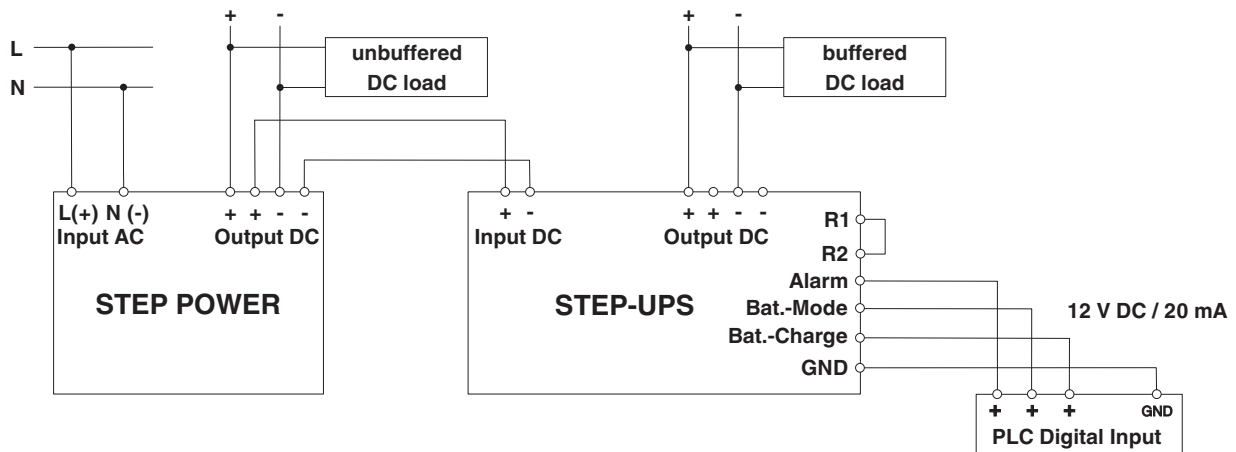 + -
+ -
L
N
unbuffered
DC load
buffered
DC load
L(+) N (-)
Input AC
+ + - -
Output DC
STEP POWER
+ -
Input DC
+ + - -
Output DC
STEP-UPS
R1
R2
Alarm
Bat.-Mode
Bat.-Charge
GND
12 V DC / 20 mA
+ + + GND
PLC Digital Input